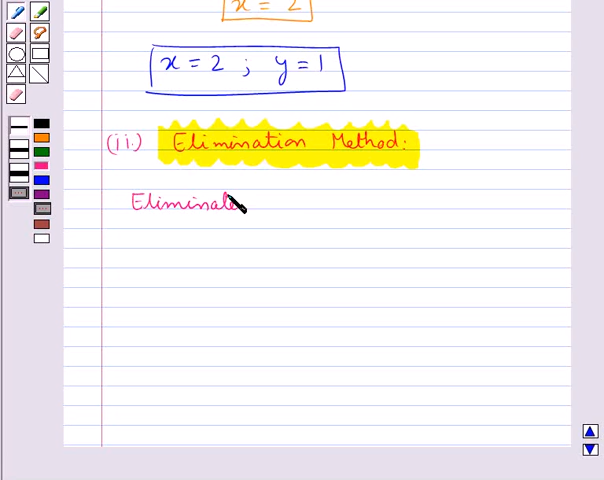 x = 2
x = 2 ; y = 1
(ii.) Elimination Method:
Eliminate